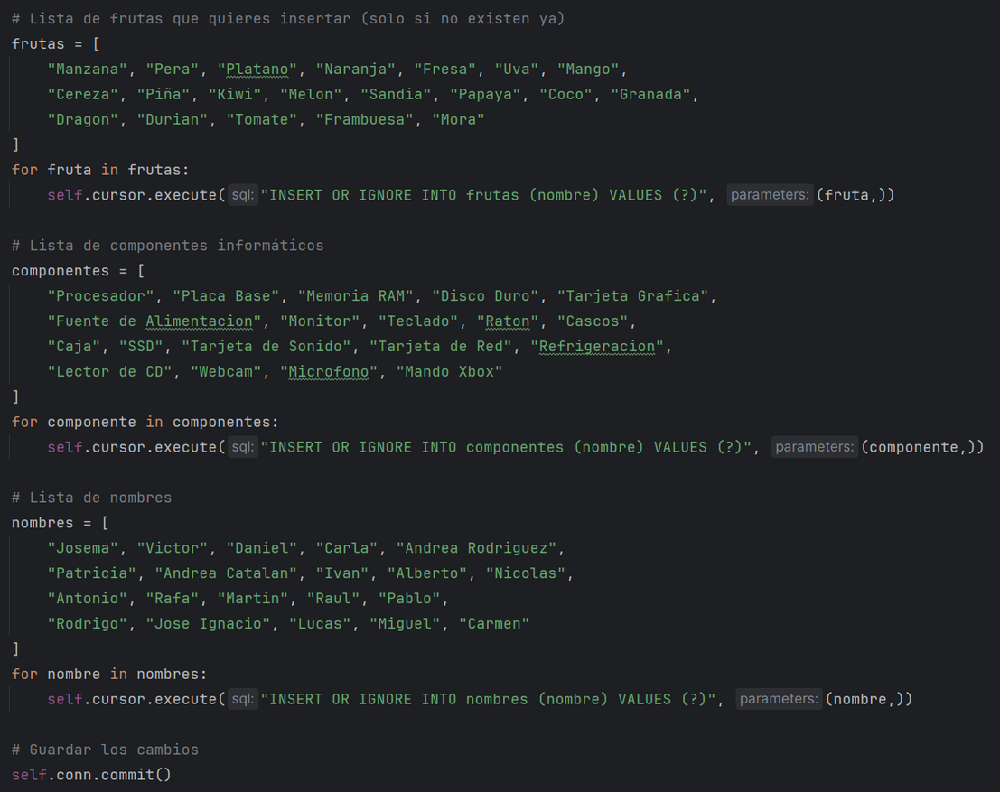 # Lista de frutas que quieres insertar (solo si no existen ya)
frutas = [
    "Manzana", "Pera", "Platano", "Naranja", "Fresa", "Uva", "Mango",
    "Cereza", "Piña", "Kiwi", "Melon", "Sandia", "Papaya", "Coco", "Granada",
    "Dragon", "Durian", "Tomate", "Frambuesa", "Mora"
]
for fruta in frutas:
    self.cursor.execute( sql: "INSERT OR IGNORE INTO frutas (nombre) VALUES (?)", parameters: (fruta,))

# Lista de componentes informáticos
componentes = [
    "Procesador", "Placa Base", "Memoria RAM", "Disco Duro", "Tarjeta Grafica",
    "Fuente de Alimentacion", "Monitor", "Teclado", "Raton", "Cascos",
    "Caja", "SSD", "Tarjeta de Sonido", "Tarjeta de Red", "Refrigeracion",
    "Lector de CD", "Webcam", "Microfono", "Mando Xbox"
]
for componente in componentes:
    self.cursor.execute( sql: "INSERT OR IGNORE INTO componentes (nombre) VALUES (?)", parameters: (componente,))

# Lista de nombres
nombres = [
    "Josema", "Victor", "Daniel", "Carla", "Andrea Rodriguez",
    "Patricia", "Andrea Catalan", "Ivan", "Alberto", "Nicolas",
    "Antonio", "Rafa", "Martin", "Raul", "Pablo",
    "Rodrigo", "Jose Ignacio", "Lucas", "Miguel", "Carmen"
]
for nombre in nombres:
    self.cursor.execute( sql: "INSERT OR IGNORE INTO nombres (nombre) VALUES (?)", parameters: (nombre,))

# Guardar los cambios
self.conn.commit()